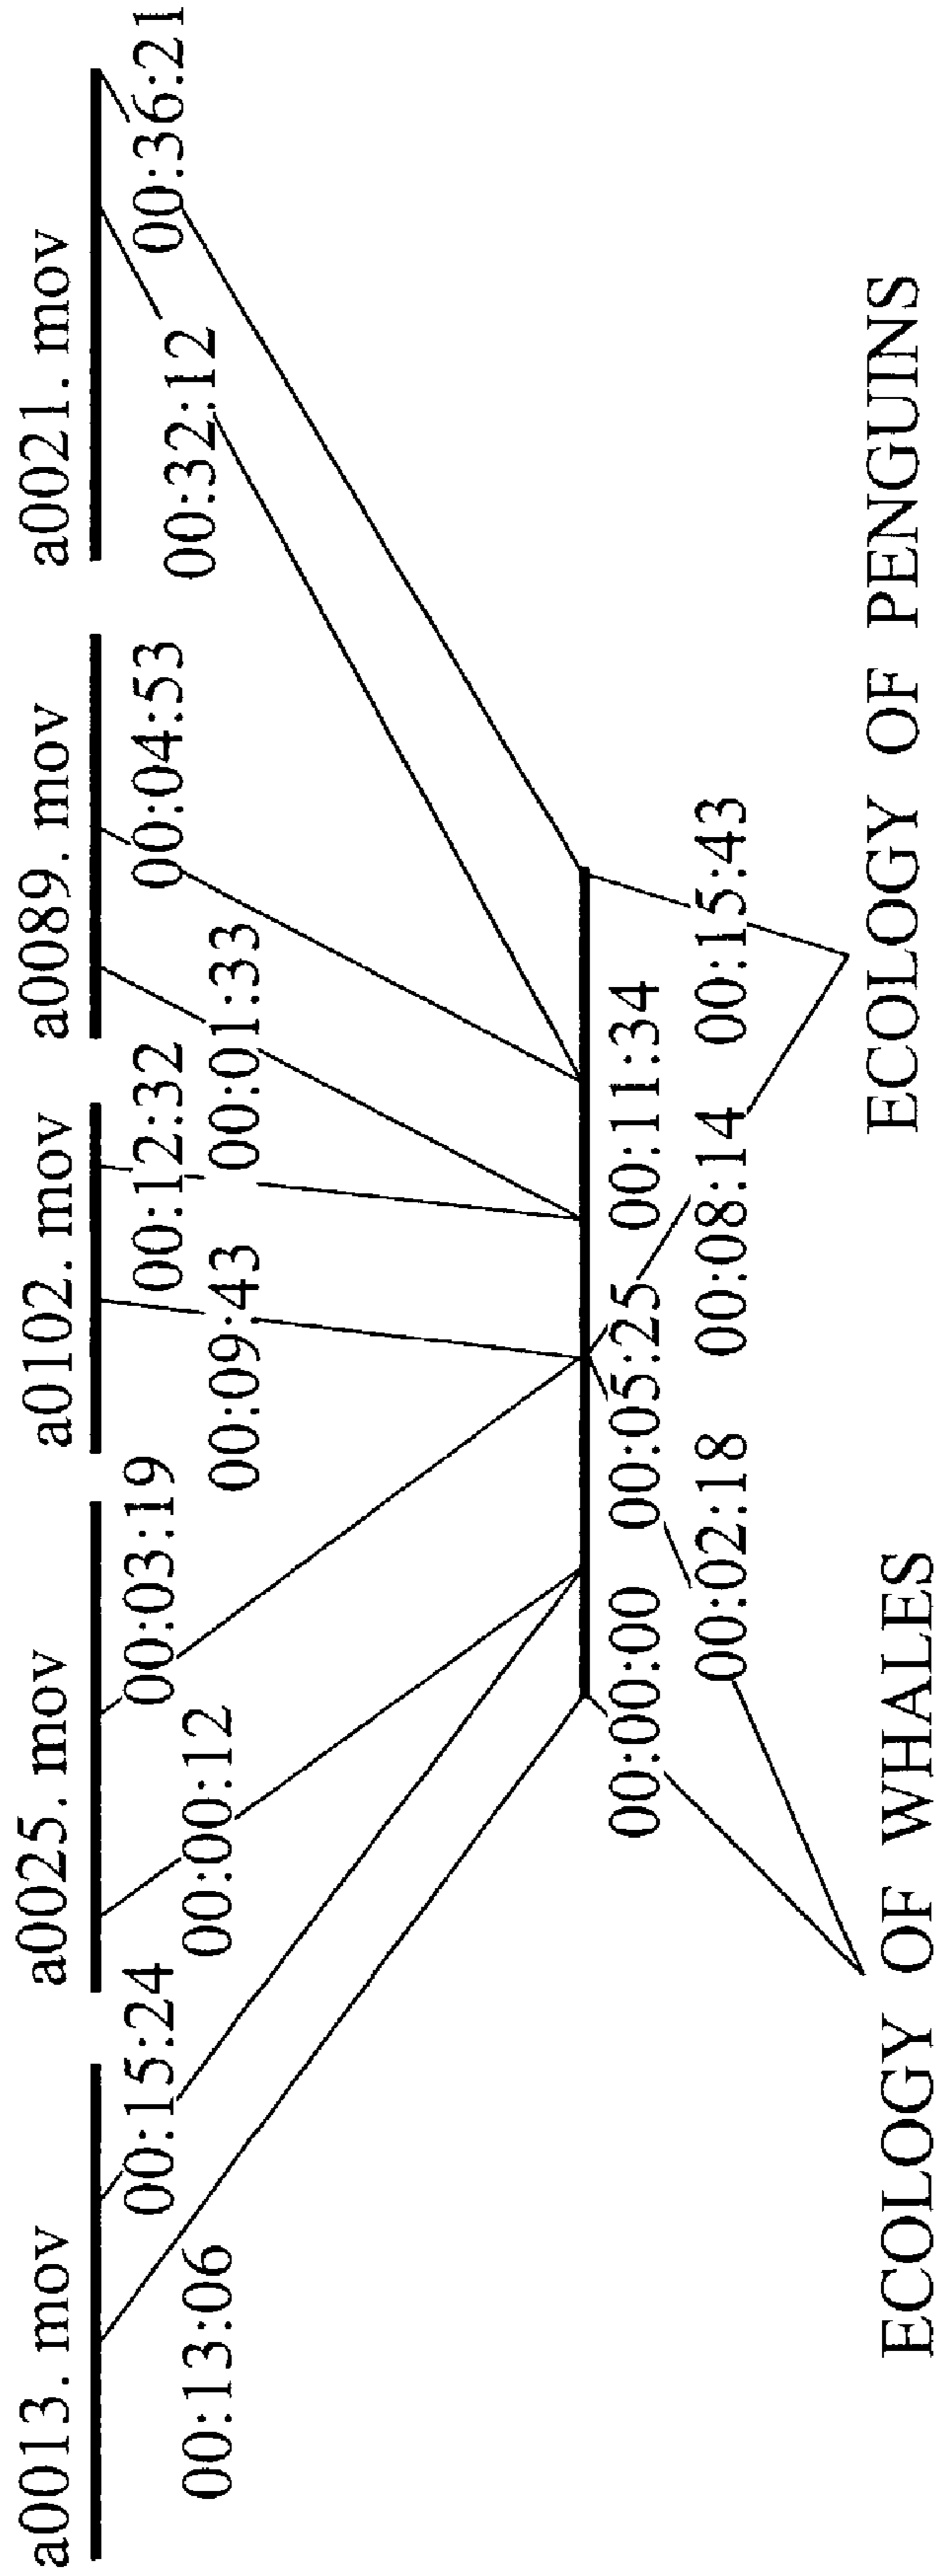 a0013. mov a0025. mov a0102. mov a0089. mov a0021. mov
00:15:24 00:03:19 00:12:32 00:04:53 00:36:21
00:13:06 00:00:12 00:09:43 00:01:33 00:32:12
00:00:00 00:05:25 00:11:34
00:02:18 00:08:14 00:15:43
ECOLOGY OF WHALES ECOLOGY OF PENGUINS